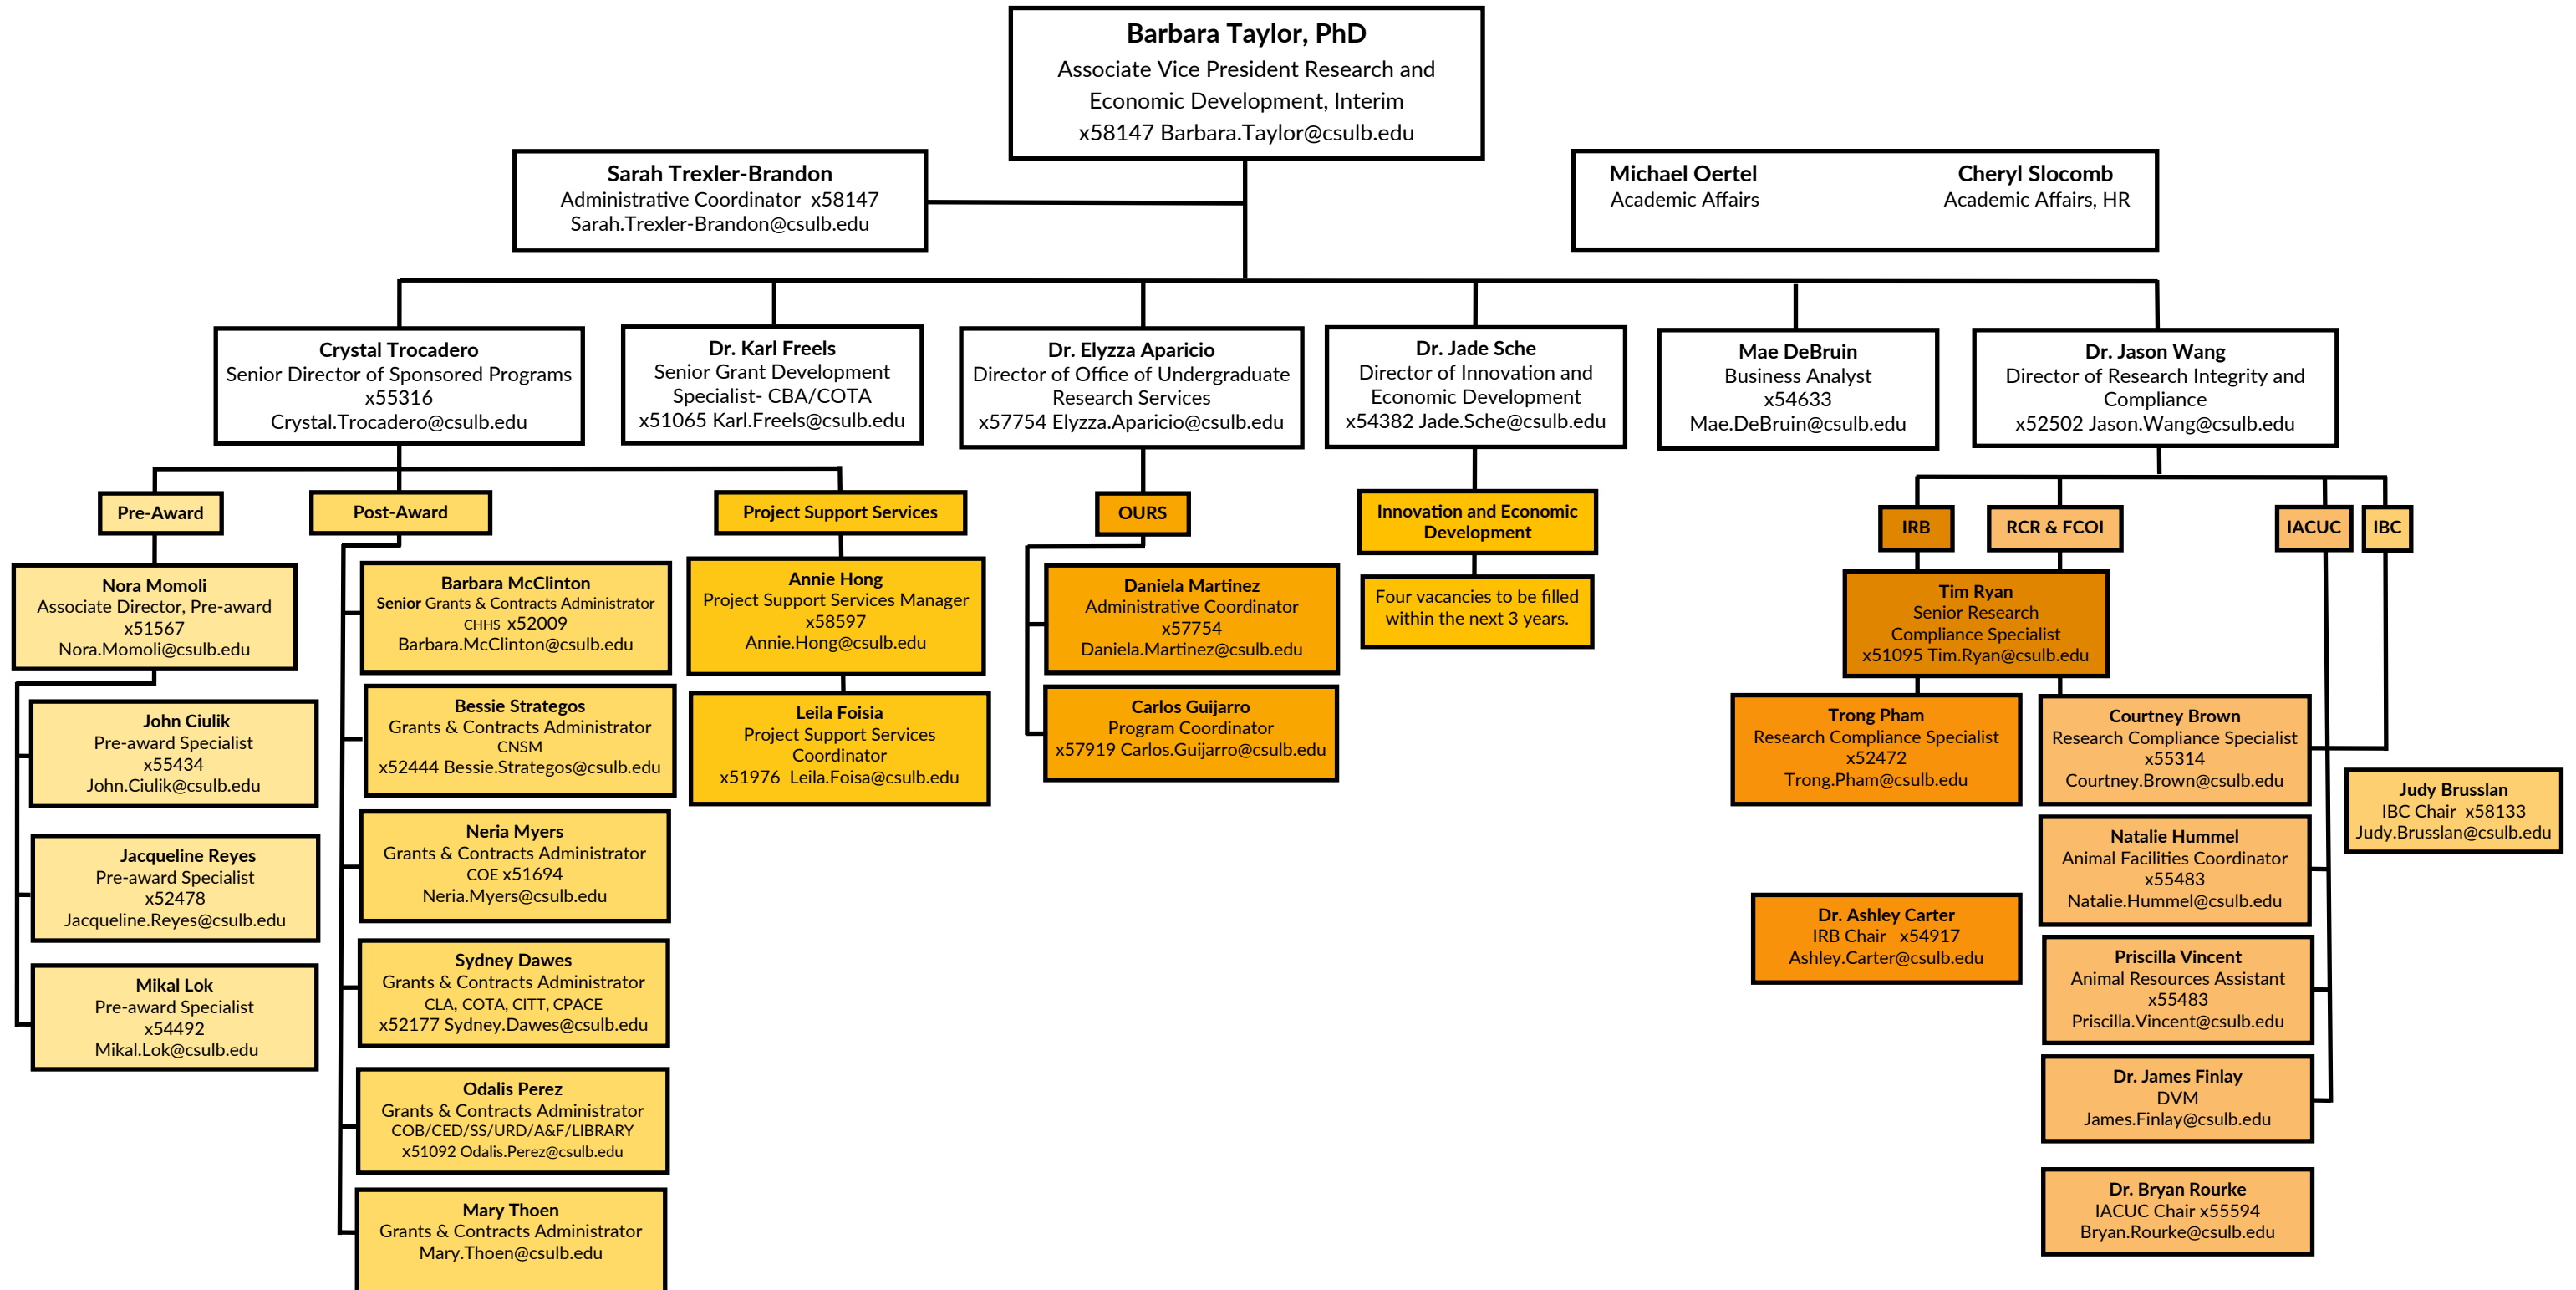 Barbara Taylor, PhD
Associate Vice President Research and
Economic Development, Interim
x58147 Barbara.Taylor@csulb.edu
Sarah Trexler-Brandon
Administrative Coordinator x58147
Sarah.Trexler-Brandon@csulb.edu
Michael Oertel
Academic Affairs
Cheryl Slocomb
Academic Affairs, HR
Crystal Trocadero
Senior Director of Sponsored Programs
x55316
Crystal.Trocadero@csulb.edu
Dr. Karl Freels
Senior Grant Development
Specialist- CBA/COTA
x51065 Karl.Freels@csulb.edu
Dr. Elyzza Aparicio
Director of Office of Undergraduate
Research Services
x57754 Elyzza.Aparicio@csulb.edu
Dr. Jade Sche
Director of Innovation and
Economic Development
x54382 Jade.Sche@csulb.edu
Mae DeBruin
Business Analyst
x54633
Mae.DeBruin@csulb.edu
Dr. Jason Wang
Director of Research Integrity and
Compliance
x52502 Jason.Wang@csulb.edu
Pre-Award
Nora Momoli
Associate Director, Pre-award
x51567
Nora.Momoli@csulb.edu
John Ciulik
Pre-award Specialist
x55434
John.Ciulik@csulb.edu
Jacqueline Reyes
Pre-award Specialist
x52478
Jacqueline.Reyes@csulb.edu
Mikal Lok
Pre-award Specialist
x54492
Mikal.Lok@csulb.edu
Post-Award
Barbara McClinton
Senior Grants & Contracts Administrator
CHHS x52009
Barbara.McClinton@csulb.edu
Bessie Strategos
Grants & Contracts Administrator
CNSM
x52444 Bessie.Strategos@csulb.edu
Neria Myers
Grants & Contracts Administrator
COE x51694
Neria.Myers@csulb.edu
Sydney Dawes
Grants & Contracts Administrator
CLA, COTA, CITT, CPACE
x52177 Sydney.Dawes@csulb.edu
Odalis Perez
Grants & Contracts Administrator
COB/CED/SS/URD/A&F/LIBRARY
x51092 Odalis.Perez@csulb.edu
Mary Thoen
Grants & Contracts Administrator
Mary.Thoen@csulb.edu
Project Support Services
Annie Hong
Project Support Services Manager
x58597
Annie.Hong@csulb.edu
Leila Foisia
Project Support Services
Coordinator
x51976 Leila.Foisa@csulb.edu
OURS
Daniela Martinez
Administrative Coordinator
x57754
Daniela.Martinez@csulb.edu
Carlos Guijarro
Program Coordinator
x57919 Carlos.Guijarro@csulb.edu
Innovation and Economic
Development
Four vacancies to be filled
within the next 3 years.
IRB
RCR & FCOI
IACUC
IBC
Tim Ryan
Senior Research
Compliance Specialist
x51095 Tim.Ryan@csulb.edu
Trong Pham
Research Compliance Specialist
x52472
Trong.Pham@csulb.edu
Dr. Ashley Carter
IRB Chair x54917
Ashley.Carter@csulb.edu
Courtney Brown
Research Compliance Specialist
x55314
Courtney.Brown@csulb.edu
Natalie Hummel
Animal Facilities Coordinator
x55483
Natalie.Hummel@csulb.edu
Priscilla Vincent
Animal Resources Assistant
x55483
Priscilla.Vincent@csulb.edu
Dr. James Finlay
DVM
James.Finlay@csulb.edu
Dr. Bryan Rourke
IACUC Chair x55594
Bryan.Rourke@csulb.edu
Judy Brusslan
IBC Chair x58133
Judy.Brusslan@csulb.edu